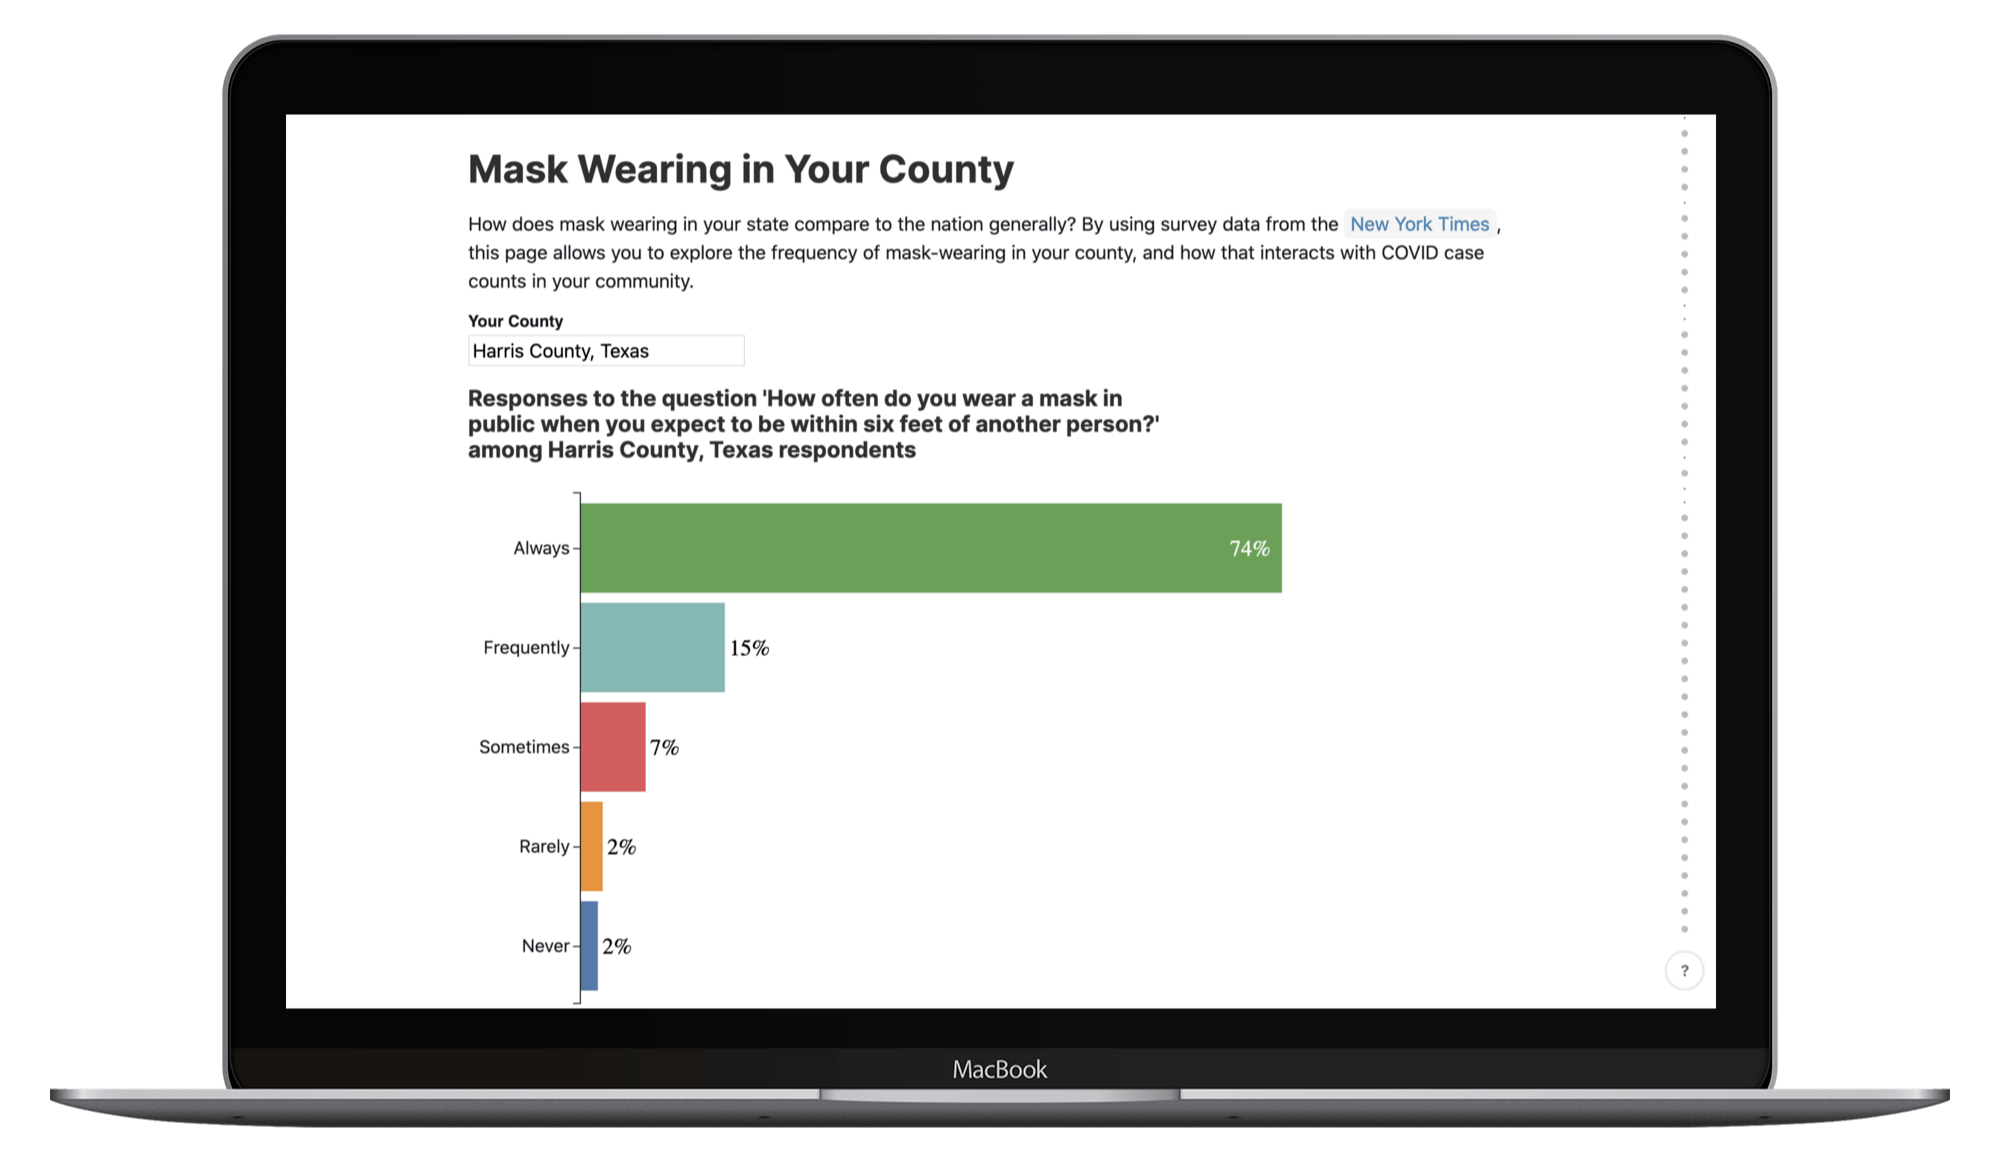 Mask Wearing in Your County
How does mask wearing in your state compare to the nation generally? By using survey data from the New York Times ,
this page allows you to explore the frequency of mask-wearing in your county, and how that interacts with COVID case
counts in your community.
Your County
Harris County, Texas
Responses to the question 'How often do you wear a mask in
public when you expect to be within six feet of another person?'
among Harris County, Texas respondents
Always 74%
Frequently 15%
Sometimes 7%
Rarely 2%
Never 2%
?
MacBook